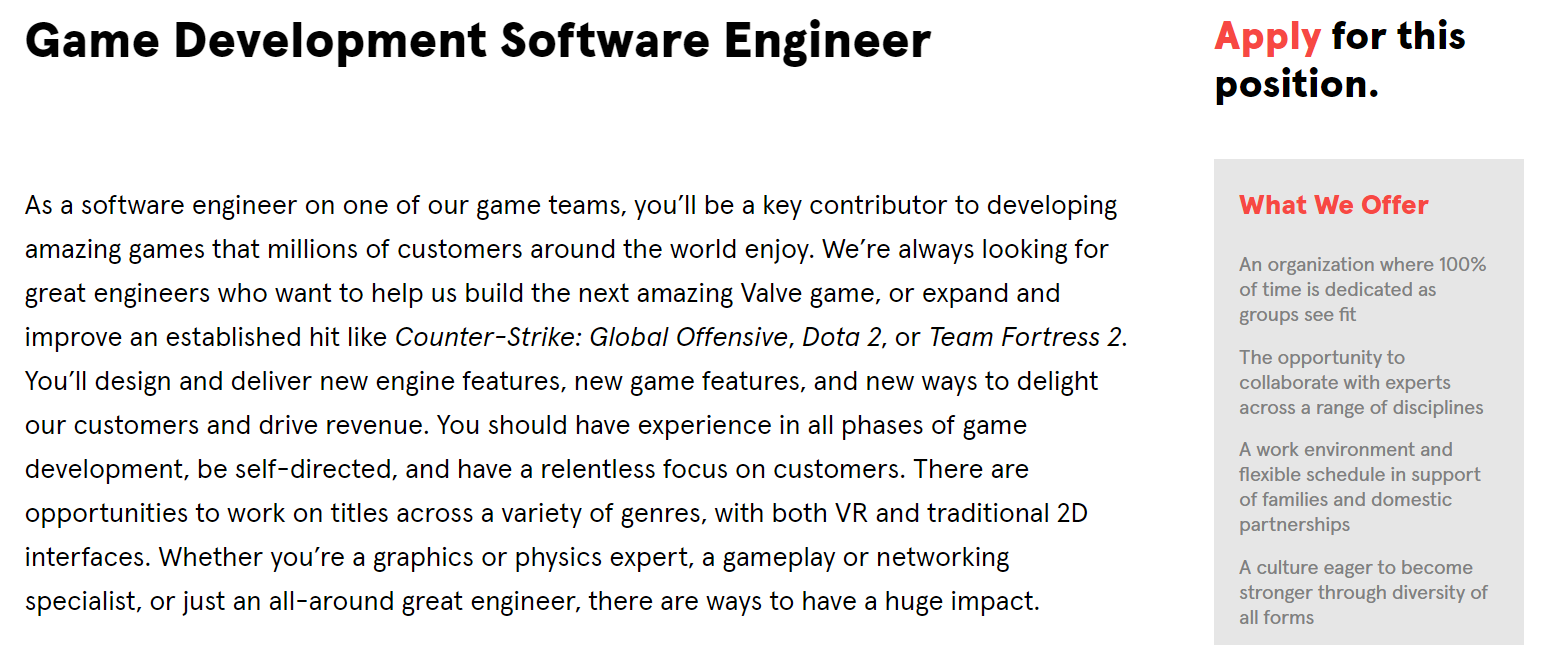 Game Development Software Engineer
As a software engineer on one of our game teams, you’ll be a key contributor to developing
amazing games that millions of customers around the world enjoy. We’re always looking for
great engineers who want to help us build the next amazing Valve game, or expand and
improve an established hit like Counter-Strike: Global Offensive, Dota 2, or Team Fortress 2.
You’ll design and deliver new engine features, new game features, and new ways to delight
our customers and drive revenue. You should have experience in all phases of game
development, be self-directed, and have a relentless focus on customers. There are
opportunities to work on titles across a variety of genres, with both VR and traditional 2D
interfaces. Whether you’re a graphics or physics expert, a gameplay or networking
specialist, or just an all-around great engineer, there are ways to have a huge impact.
Apply for this
position.
What We Offer
An organization where 100%
of time is dedicated as
groups see fit
The opportunity to
collaborate with experts
across a range of disciplines
A work environment and
flexible schedule in support
of families and domestic
partnerships
A culture eager to become
stronger through diversity of
all forms